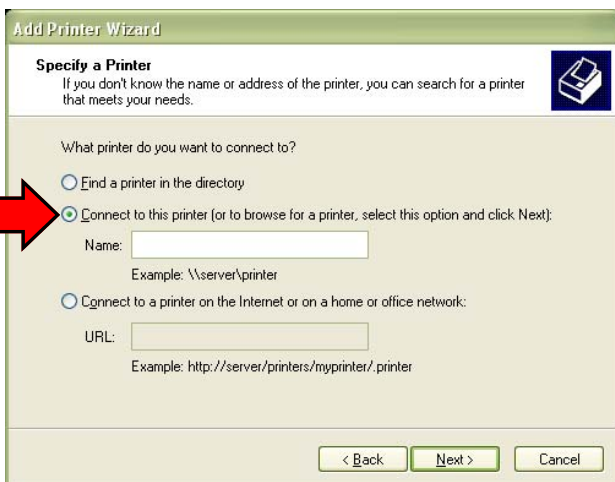 Add Printer Wizard
Specify a Printer
If you don't know the name or address of the printer, you can search for a printer
that meets your needs.
What printer do you want to connect to?
Find a printer in the directory
Connect to this printer (or to browse for a printer, select this option and click Next):
Name:
Example: \\server\printer
Connect to a printer on the Internet or on a home or office network:
URL:
Example: http://server/printers/myprinter/.printer
< Back Next > Cancel